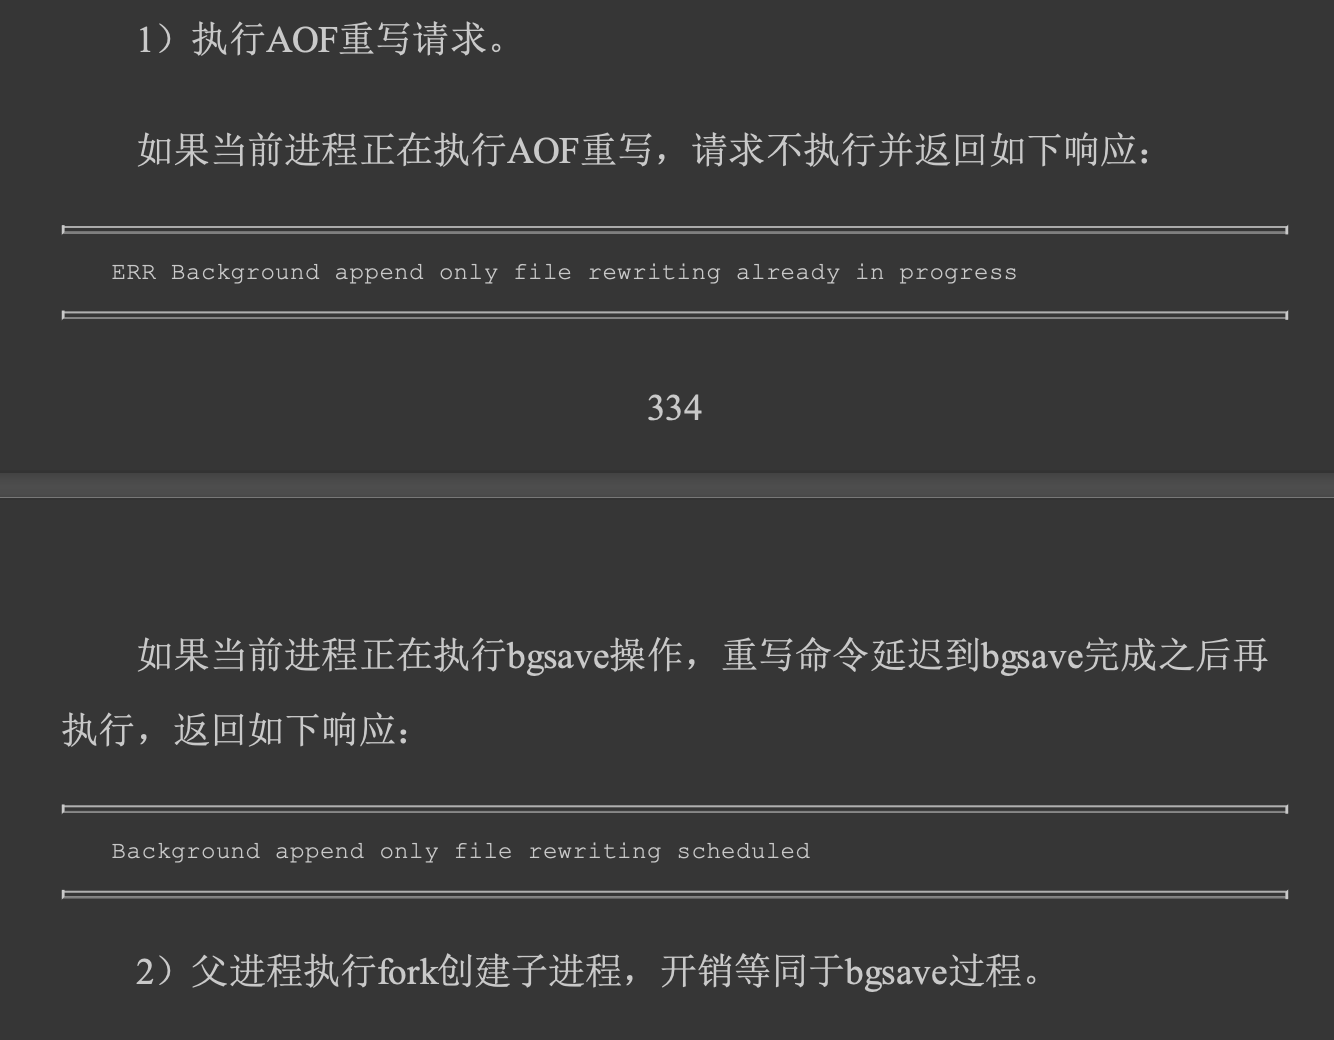 1）执行AOF重写请求。
如果当前进程正在执行AOF重写，请求不执行并返回如下响应：
ERR Background append only file rewriting already in progress
334
如果当前进程正在执行bgsave操作，重写命令延迟到bgsave完成之后再
执行，返回如下响应：
Background append only file rewriting scheduled
2）父进程执行fork创建子进程，开销等同于bgsave过程。